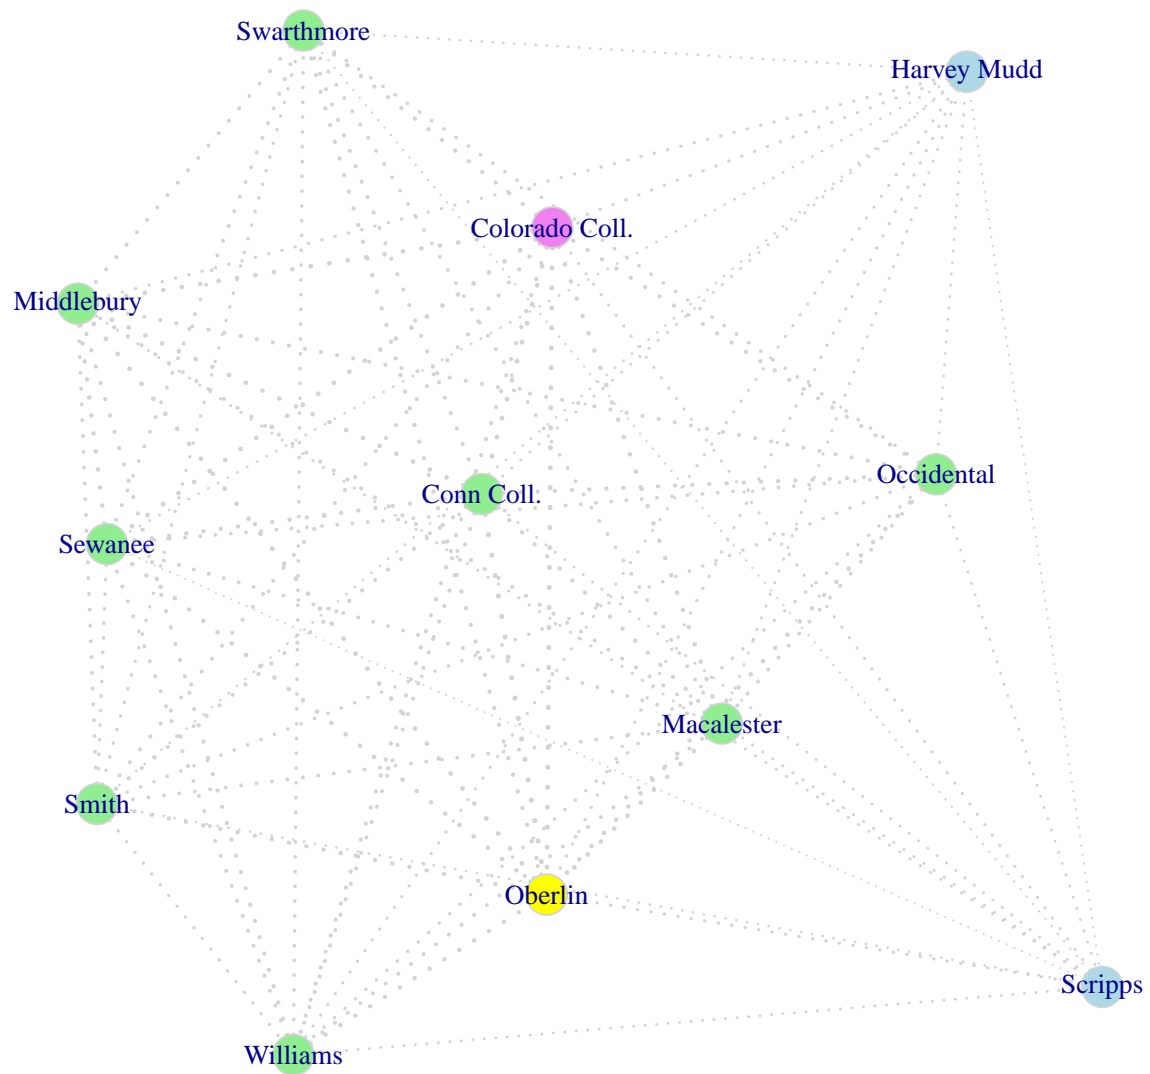 Swarthmore
Harvey Mudd
Colorado Coll.
Middlebury
Occidental
Conn Coll.
Sewanee
Macalester
Smith
Oberlin
Scripps
Williams